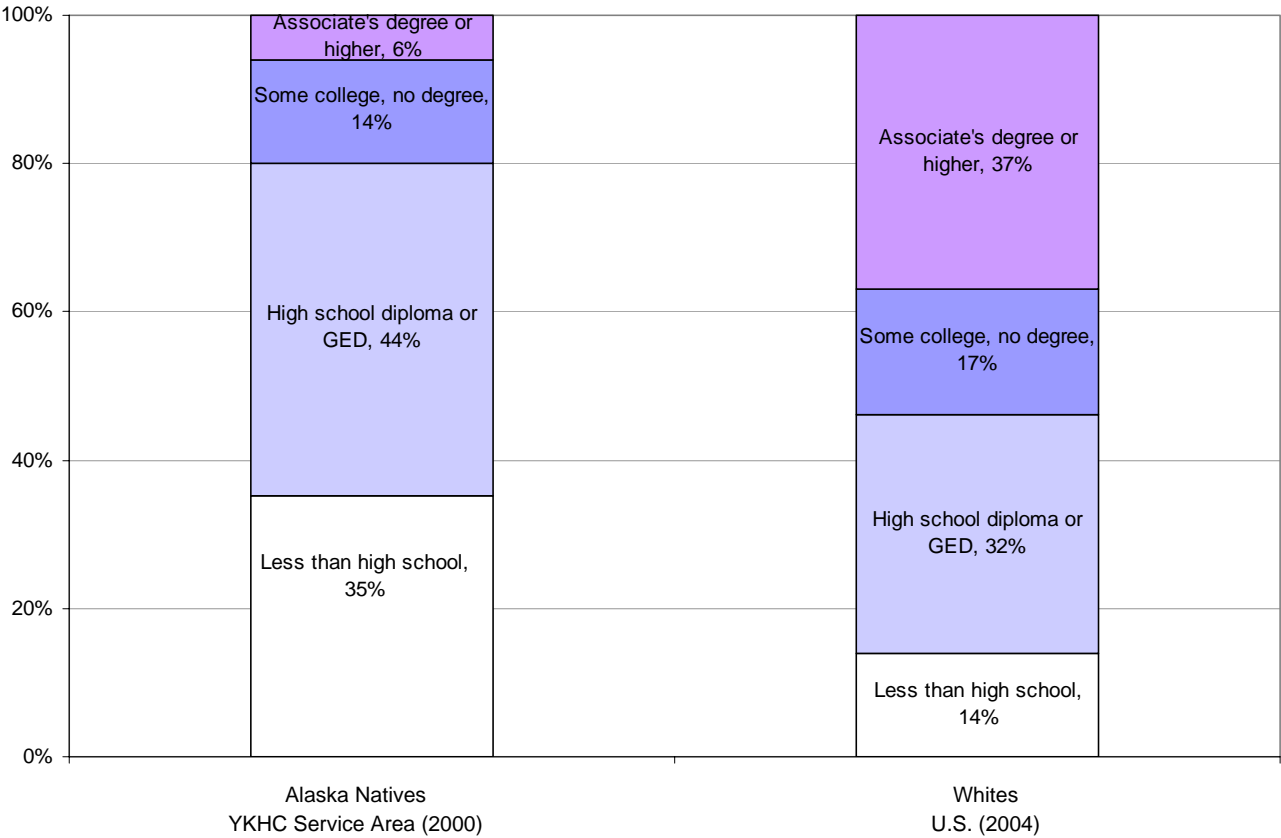 100%
80%
60%
40%
20%
0%
Associate's degree or
higher, 6%
Some college, no degree,
14%
High school diploma or
GED, 44%
Less than high school,
35%
Associate's degree or
higher, 37%
Some college, no degree,
17%
High school diploma or
GED, 32%
Less than high school,
14%
Alaska Natives
YKHC Service Area (2000)
Whites
U.S. (2004)